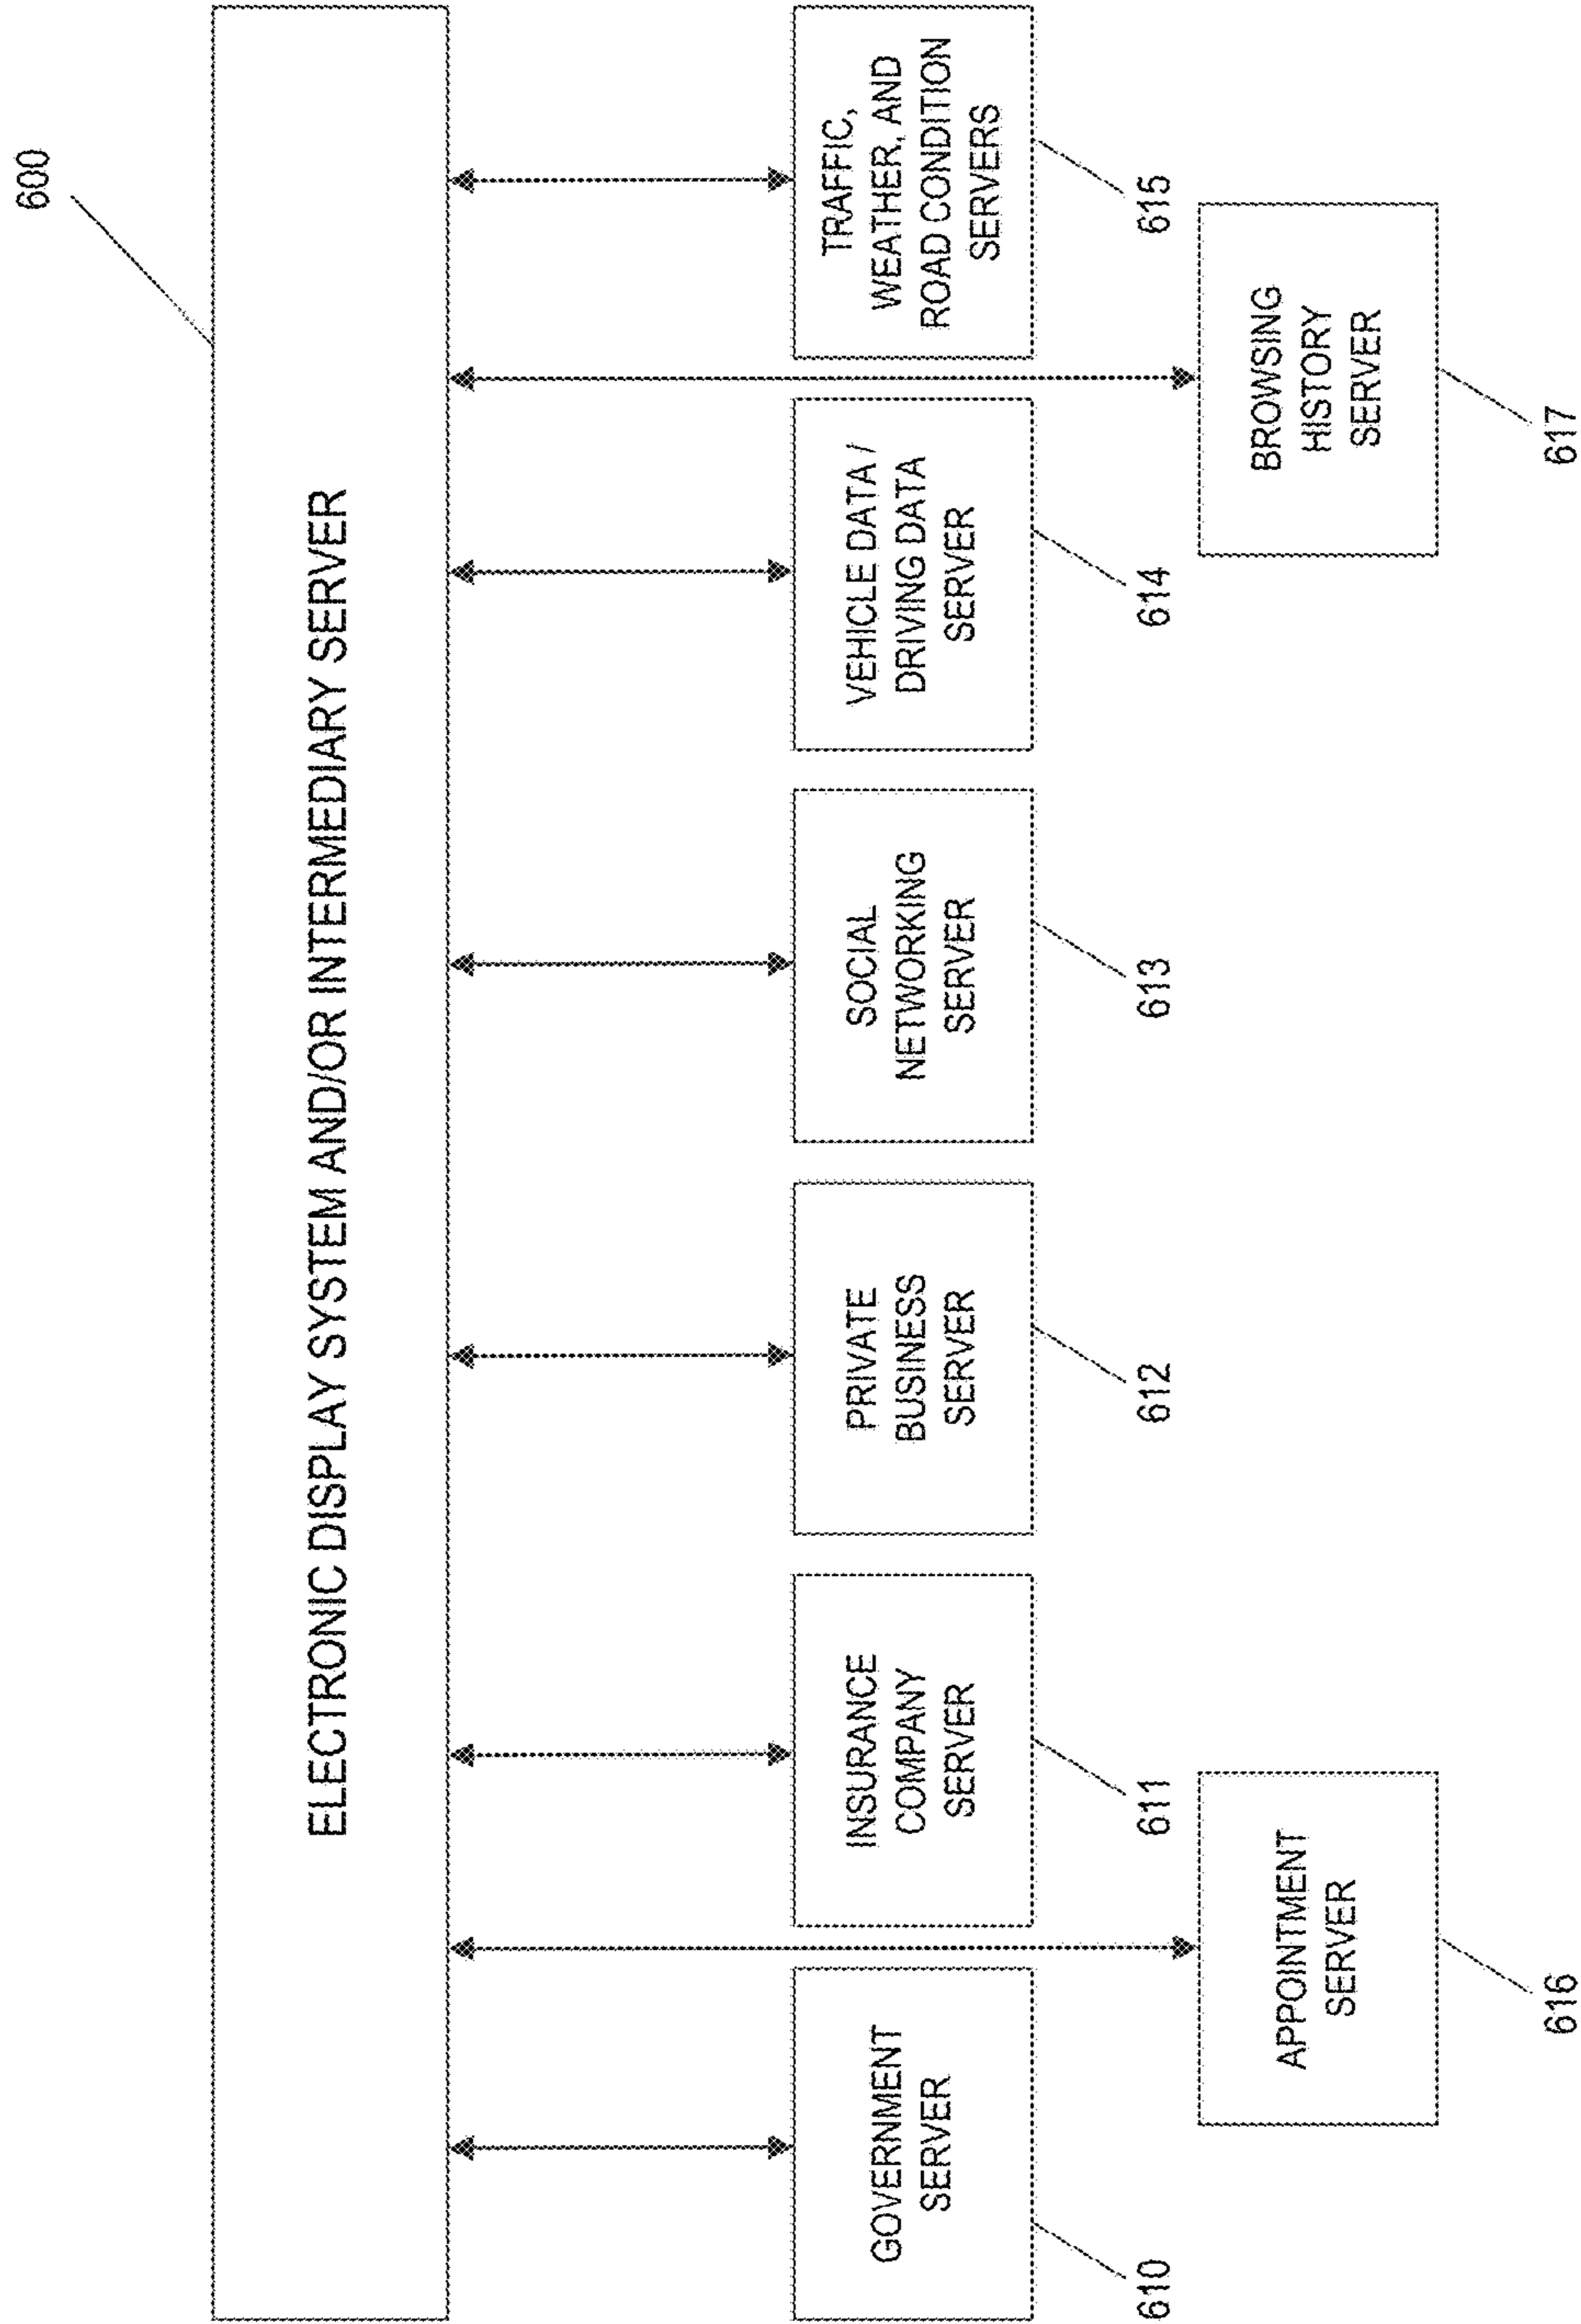 600
ELECTRONIC DISPLAY SYSTEM AND/OR INTERMEDIARY SERVER
GOVERNMENT
SERVER
610
INSURANCE
COMPANY
SERVER
611
PRIVATE
BUSINESS
SERVER
612
SOCIAL
NETWORKING
SERVER
613
VEHICLE DATA /
DRIVING DATA
SERVER
614
TRAFFIC,
WEATHER, AND
ROAD CONDITION
SERVERS
615
APPOINTMENT
SERVER
616
BROWSING
HISTORY
SERVER
617